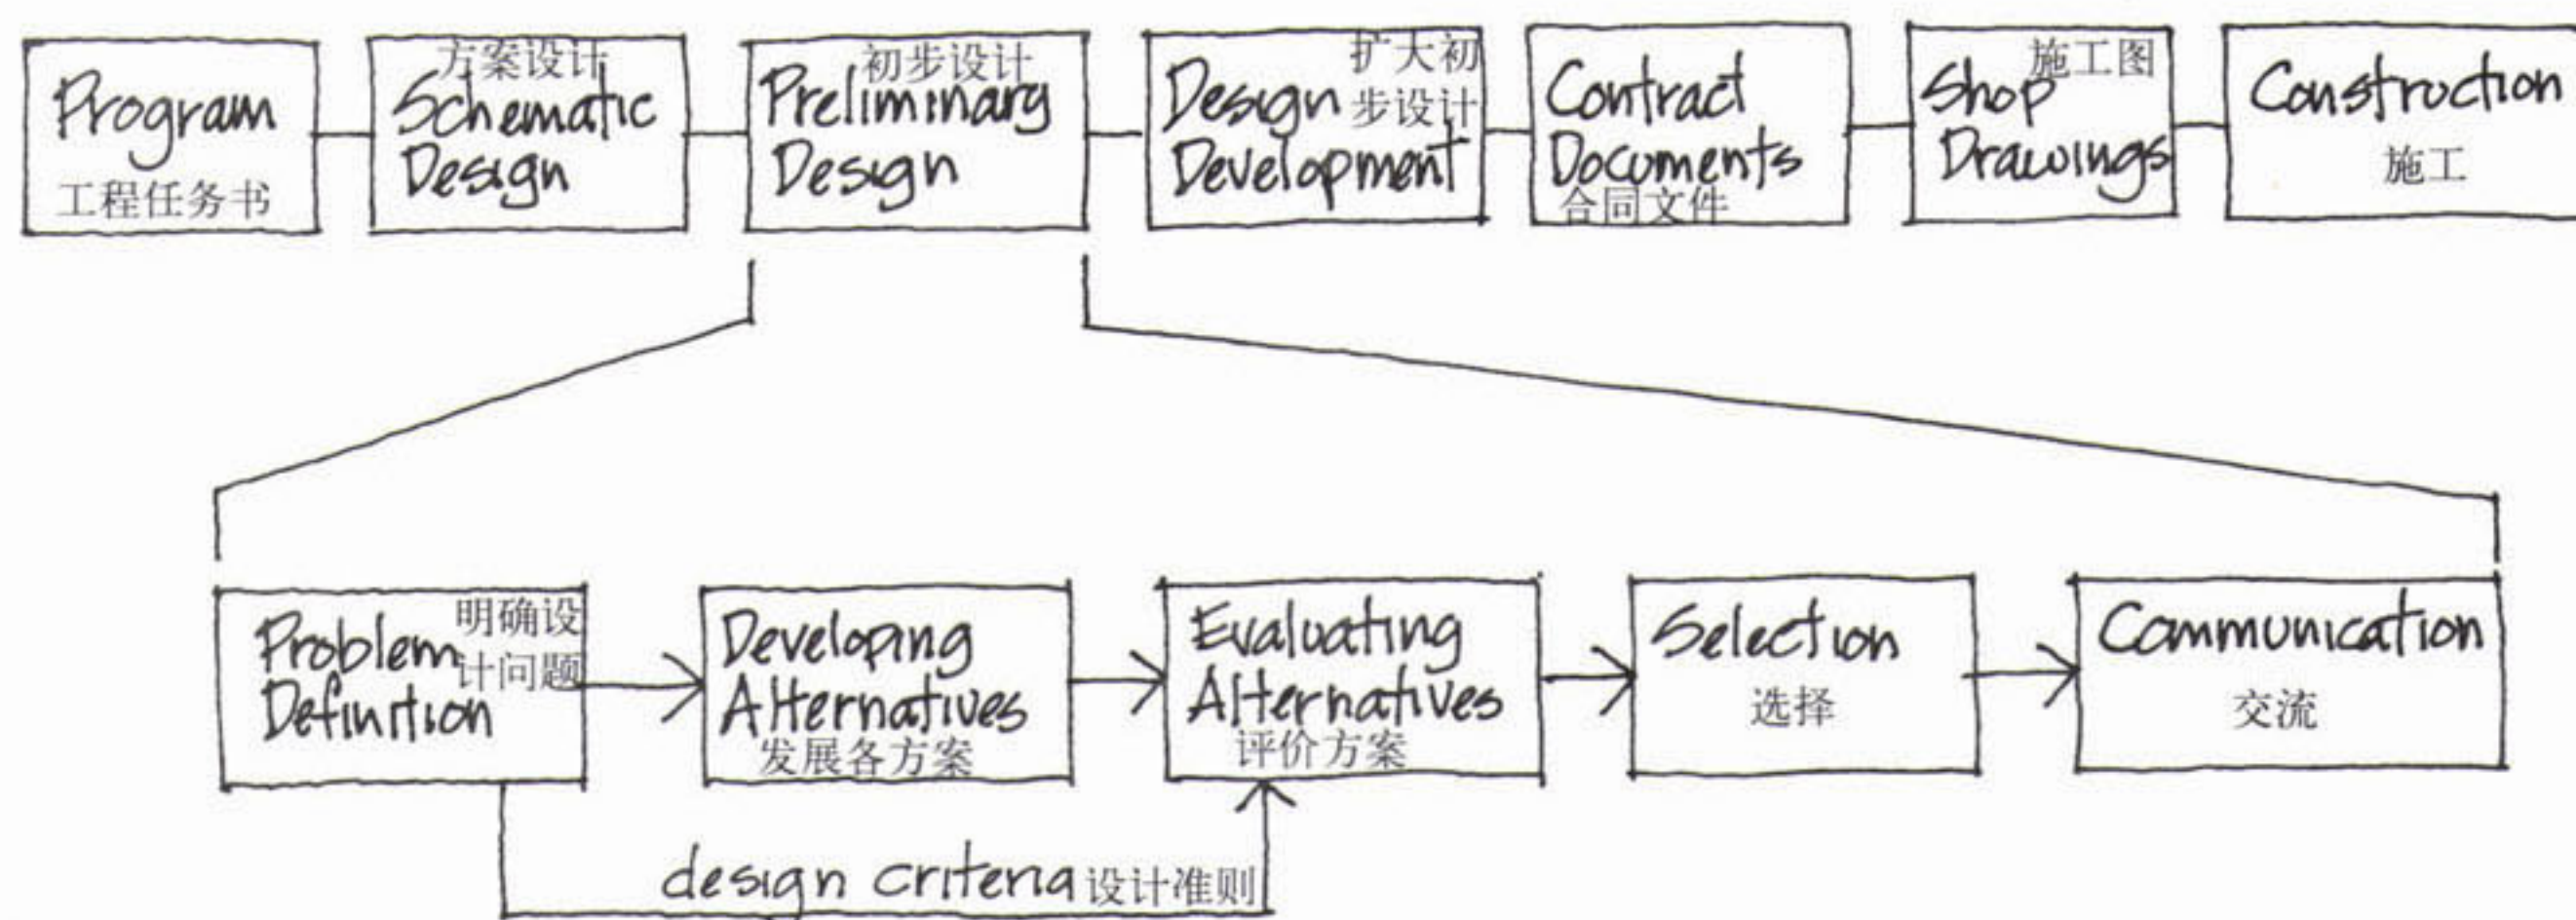 Program
工程任务书
方案设计
Schematic
Design
初步设计
Preliminary
Design
扩大初
Design 步设计
Development
Contract
Documents
合同文件
施工图
Shop
Drawings
Construction
施工
明确设
Problem 计问题
Definition
Developing
Alternatives
发展各方案
Evaluating
Alternatives
评价方案
Selection
选择
Communication
交流
design criteria 设计准则